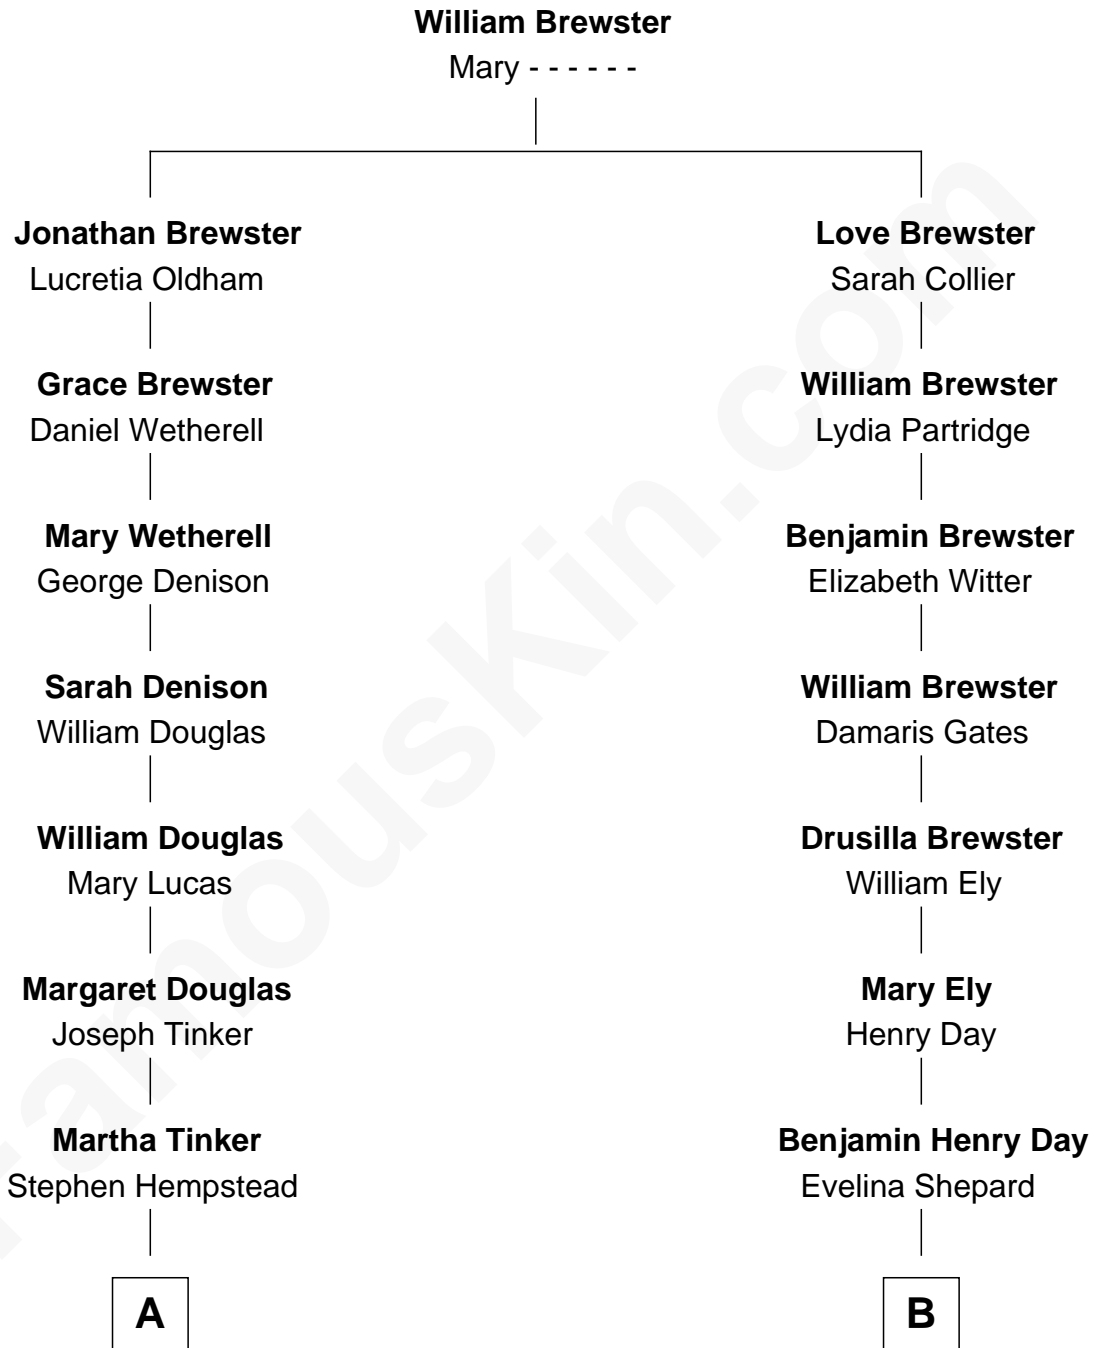 William Brewster
Mary - - - - - -
Jonathan Brewster
Lucretia Oldham
Love Brewster
Sarah Collier
Grace Brewster
Daniel Wetherell
William Brewster
Lydia Partridge
Mary Wetherell
George Denison
Benjamin Brewster
Elizabeth Witter
Sarah Denison
William Douglas
William Brewster
Damaris Gates
William Douglas
Mary Lucas
Drusilla Brewster
William Ely
Margaret Douglas
Joseph Tinker
Mary Ely
Henry Day
Martha Tinker
Stephen Hempstead
Benjamin Henry Day
Evelina Shepard
A
B
FamousKin.com